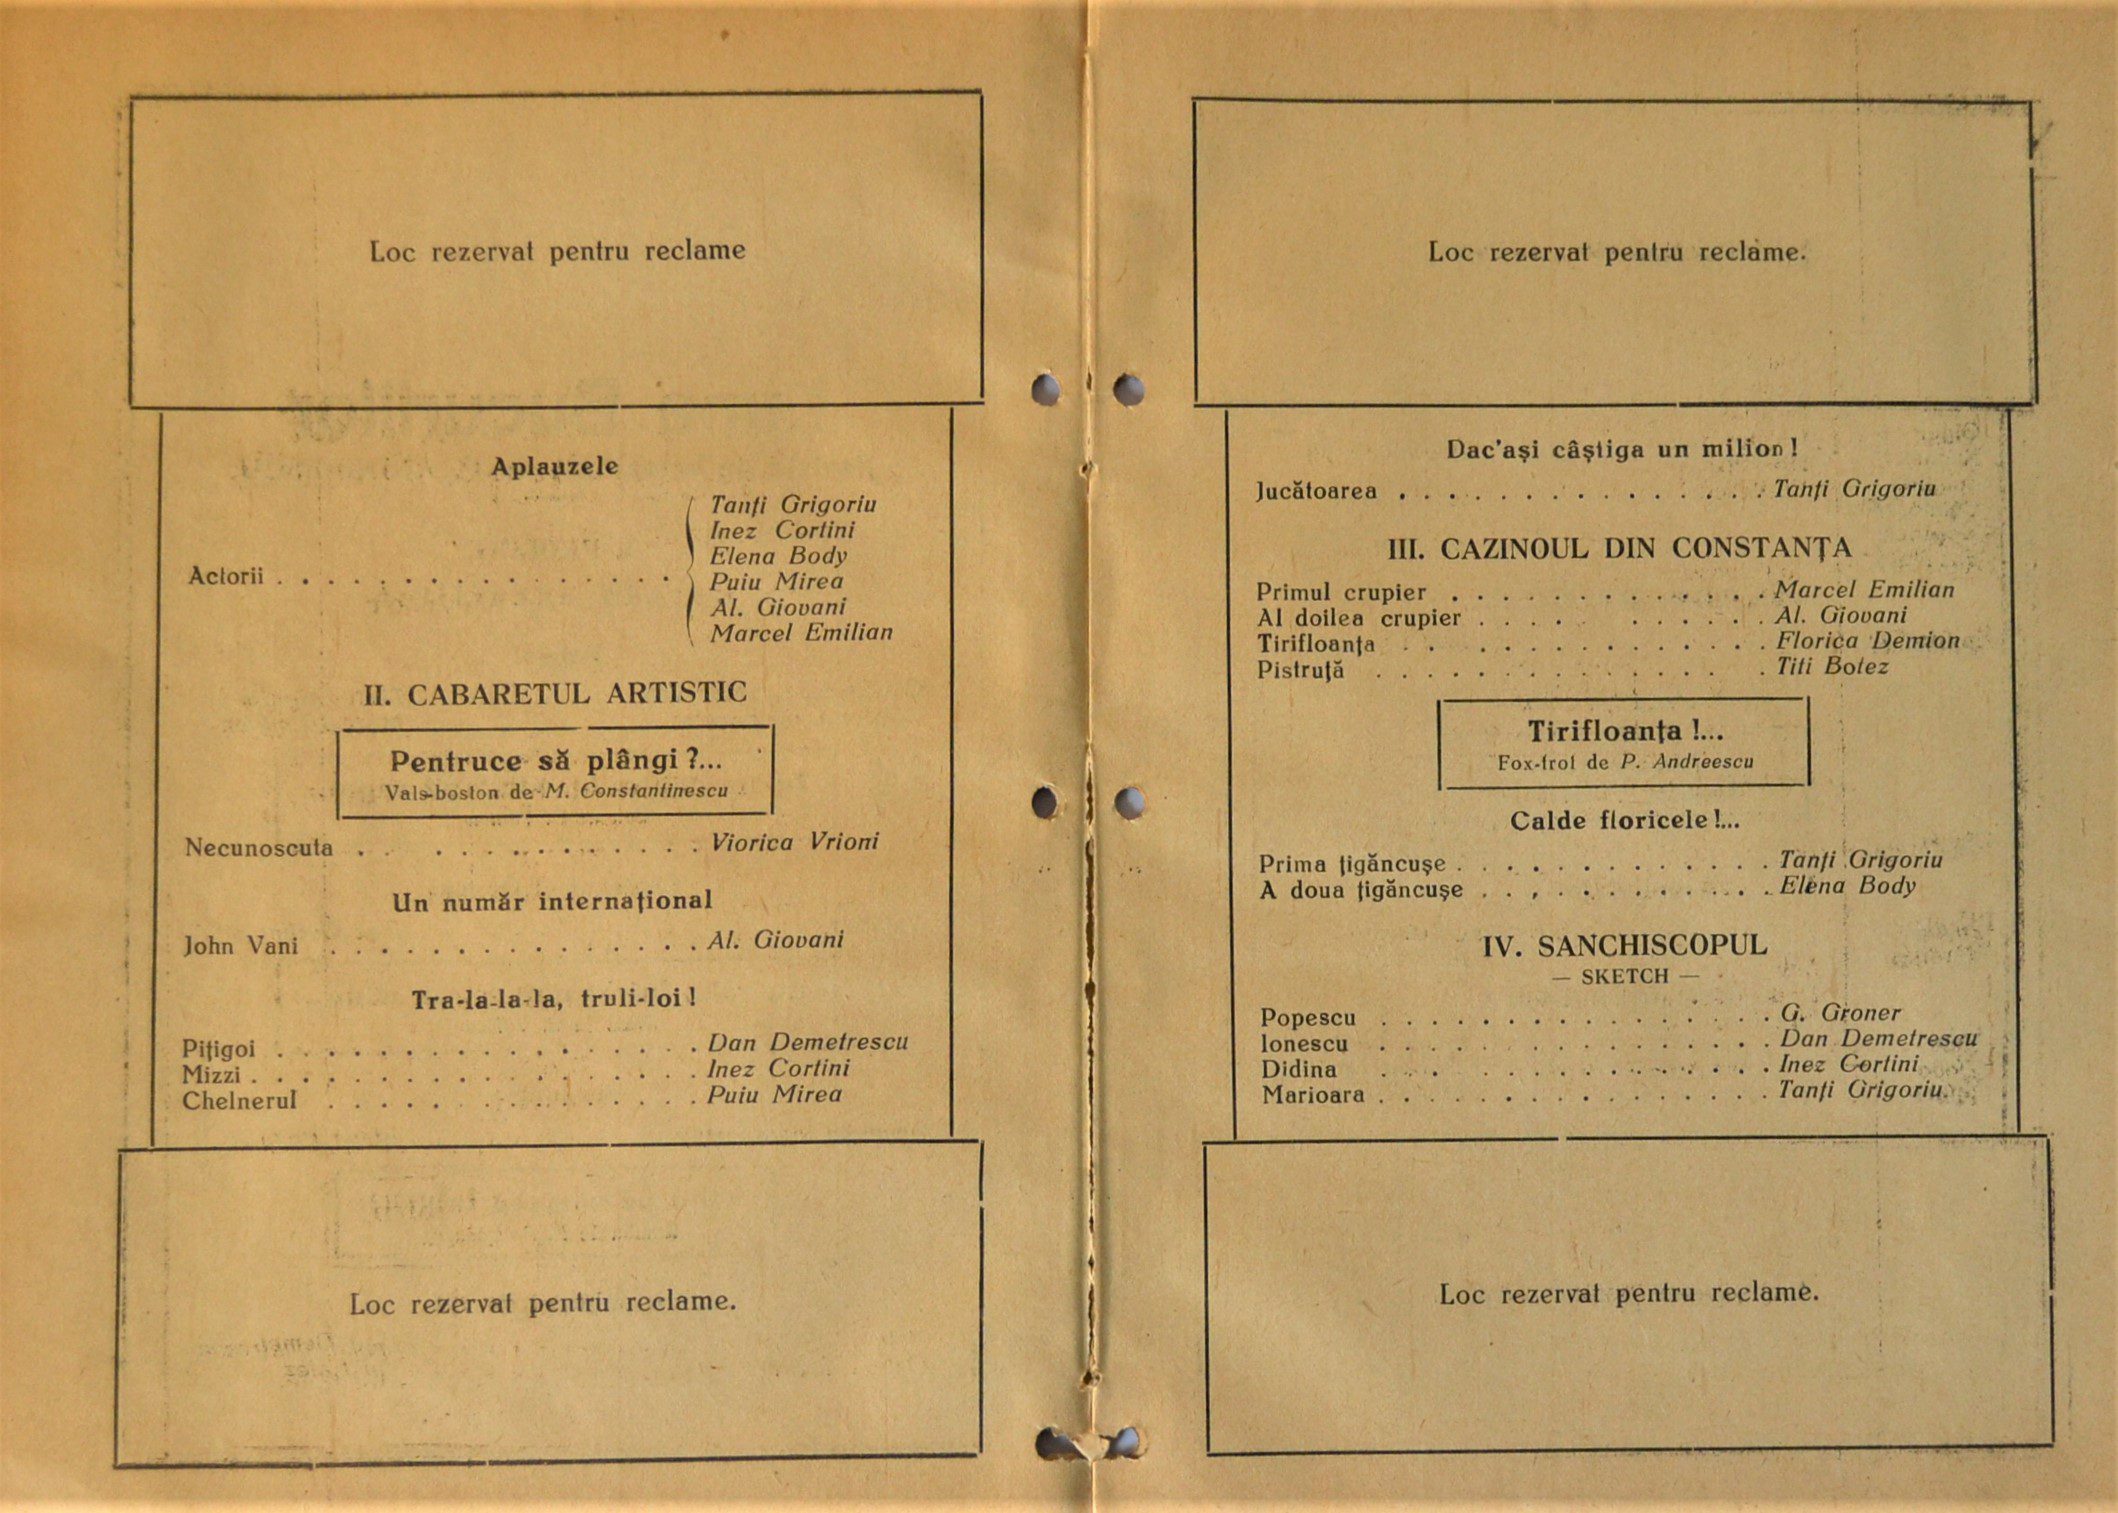 Loc rezervat pentru reclame
Aplauzele
Actorii . . . . . . . . . . . . . . . .
Tanți Grigoriu
Inez Cortini
Elena Body
Puiu Mirea
Al. Giovani
Marcel Emilian
II. CABARETUL ARTISTIC
Pentruce să plângi ?...
Vals-boston de M. Constantinescu
Necunoscuta . . . . . . . . . . . . . Viorica Vrioni
Un număr internațional
John Vani . . . . . . . . . . . . . . . Al. Giovani
Tra-la-la-la, truli-loi !
Pițigoi . . . . . . . . . . . . . . . . . Dan Demetrescu
Mizzi . . . . . . . . . . . . . . . . . . Inez Cortini
Chelnerul . . . . . . . . . . . . . . . Puiu Mirea
Loc rezervat pentru reclame.
Loc rezervat pentru reclame.
Dac'ași câștiga un milion !
Jucătoarea . . . . . . . . . . . . . . . Tanți Grigoriu
III. CAZINOUL DIN CONSTANȚA
Primul crupier . . . . . . . . . . . . . Marcel Emilian
Al doilea crupier . . . . . . . . . . Al. Giovani
Tirifloanța . . . . . . . . . . . . . . Florica Demion
Pistruță . . . . . . . . . . . . . . . Titi Botez
Tirifloanța !...
Fox-trot de P. Andreescu
Calde floricele !...
Prima țigăncușe . . . . . . . . . . . . . Tanți Grigoriu
A doua țigăncușe . . . . . . . . . . . . Elena Body
IV. SANCHISCOPUL
— SKETCH —
Popescu . . . . . . . . . . . . . . . . G. Groner
Ionescu . . . . . . . . . . . . . . . . Dan Demetrescu
Didina . . . . . . . . . . . . . . . Inez Cortini
Marioara . . . . . . . . . . . . . . . . Tanți Grigoriu.
Loc rezervat pentru reclame.